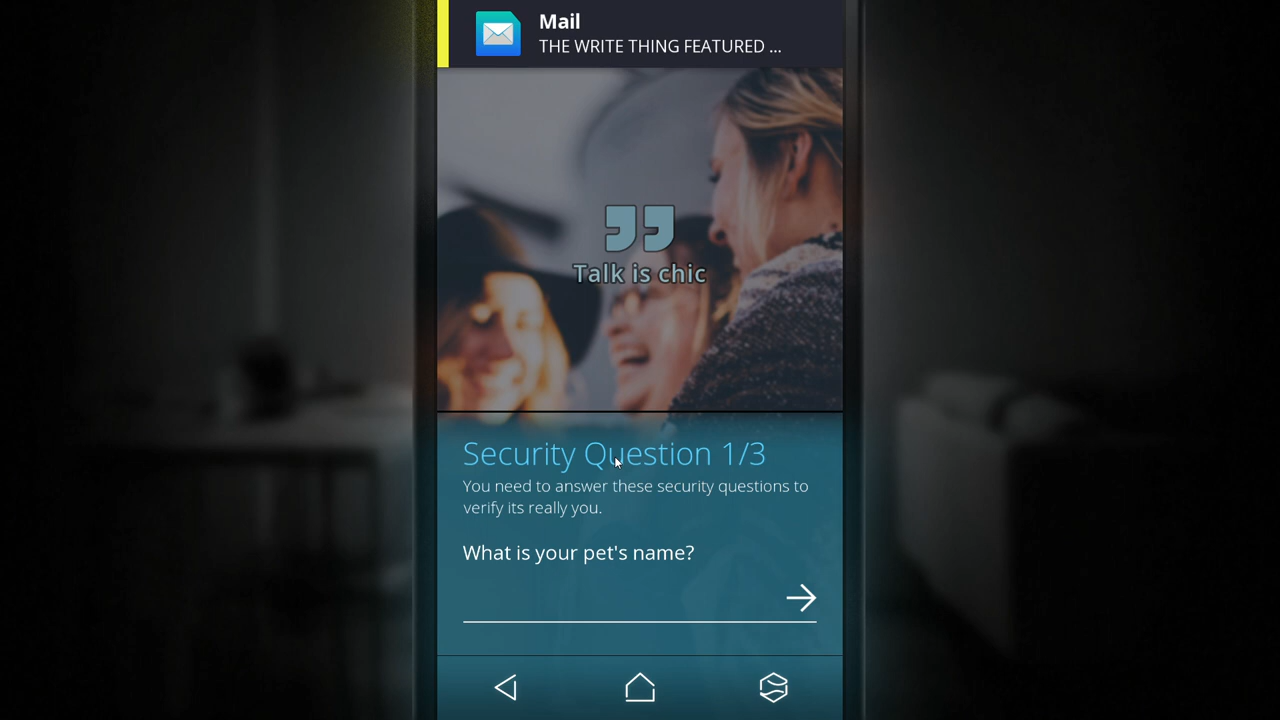 Mail
THE WRITE THING FEATURED ...
Talk is chic
Security Question 1/3
You need to answer these security questions to
verify its really you.
What is your pet's name?